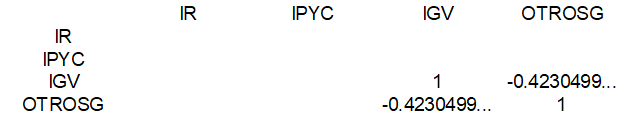 IR IPYC IGV OTROSG
IR
IPYC
IGV 1 -0.4230499...
OTROSG -0.4230499... 1